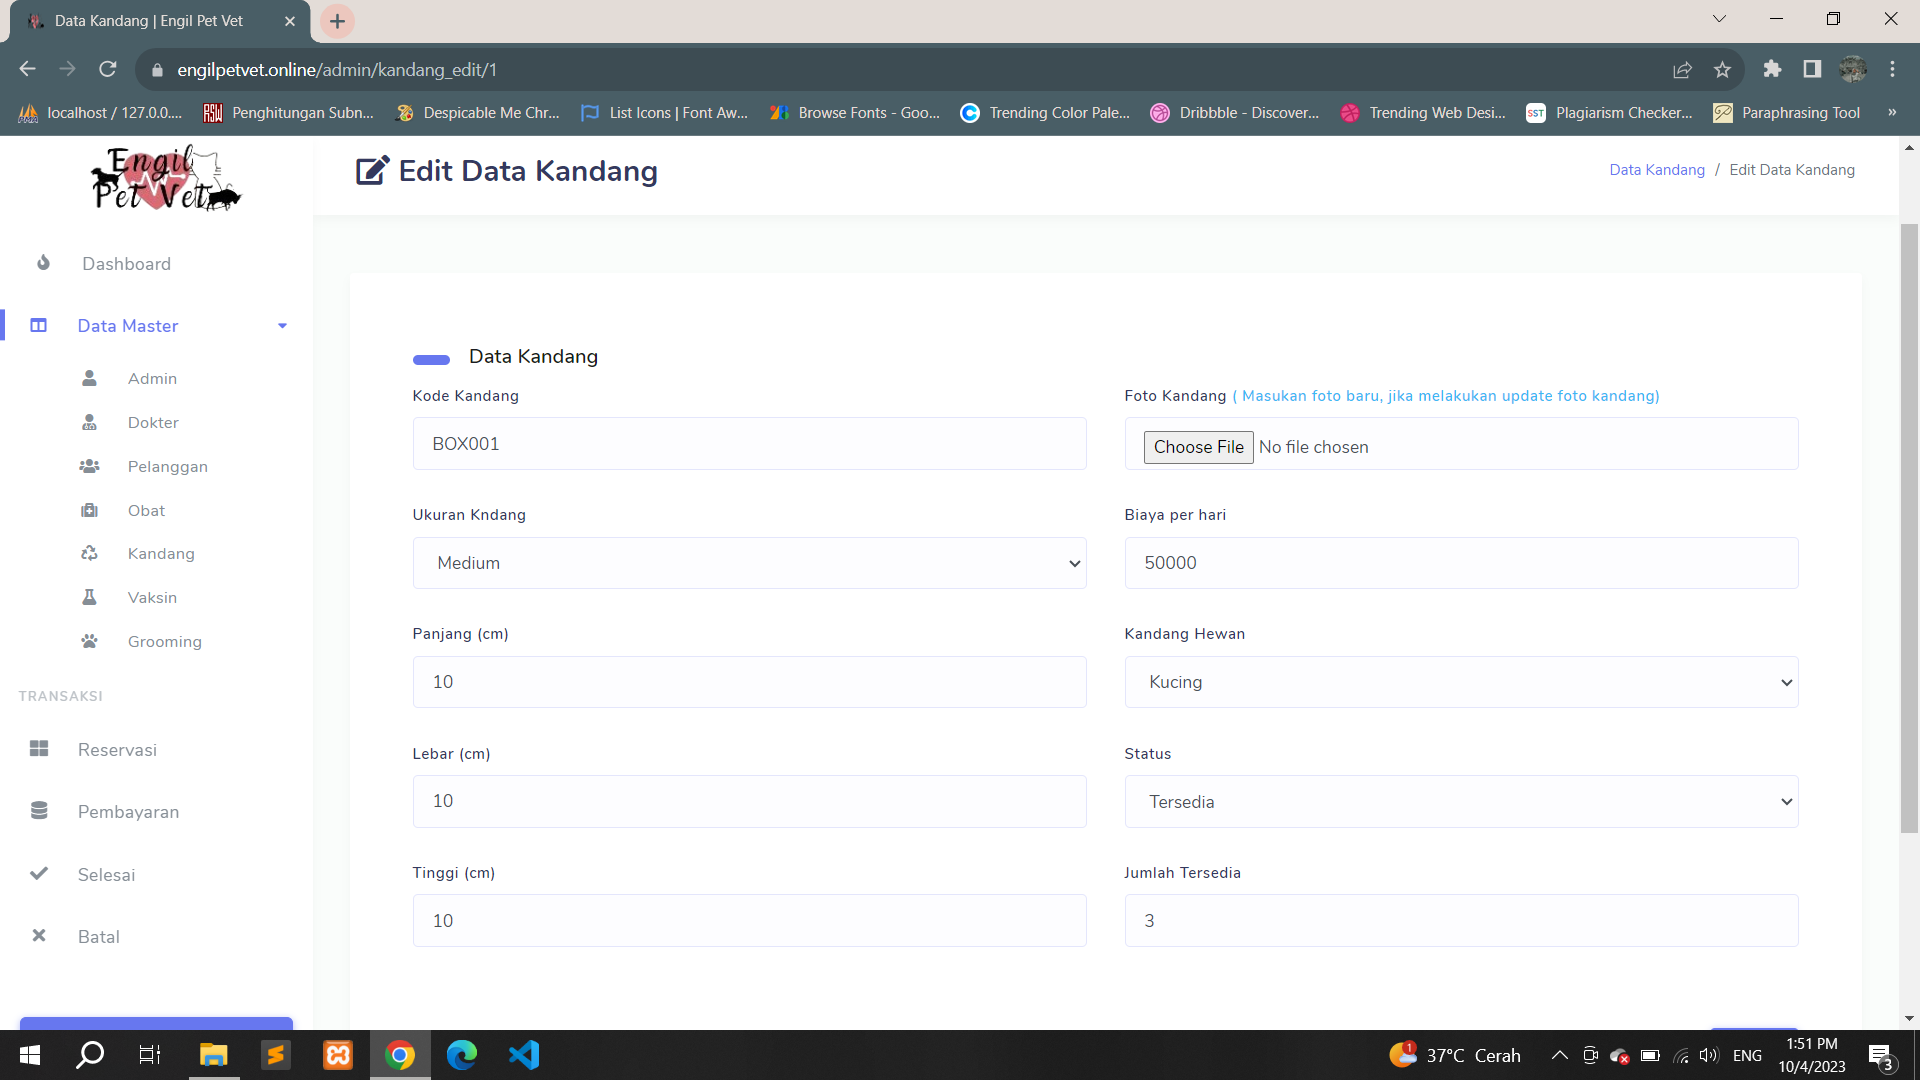 Data Kandang | Engil Pet Vet
engilpetvet.online/admin/kandang_edit/1
localhost / 127.0.0....
RSW Penghitungan Subn...
Despicable Me Chr...
List Icons | Font Aw...
Browse Fonts - Goo...
Trending Color Pale...
Dribbble - Discover...
Trending Web Desi...
SST Plagiarism Checker...
Paraphrasing Tool
»
Engil
Pet Vet
Edit Data Kandang
Data Kandang / Edit Data Kandang
Dashboard
Data Master
Admin
Dokter
Pelanggan
Obat
Kandang
Vaksin
Grooming
TRANSAKSI
Reservasi
Pembayaran
Selesai
Batal
Data Kandang
Kode Kandang
BOX001
Foto Kandang ( Masukan foto baru, jika melakukan update foto kandang)
Choose File No file chosen
Ukuran Kndang
Medium
Biaya per hari
50000
Panjang (cm)
10
Kandang Hewan
Kucing
Lebar (cm)
10
Status
Tersedia
Tinggi (cm)
10
Jumlah Tersedia
3
1
37°C Cerah
ENG
1:51 PM
10/4/2023
3